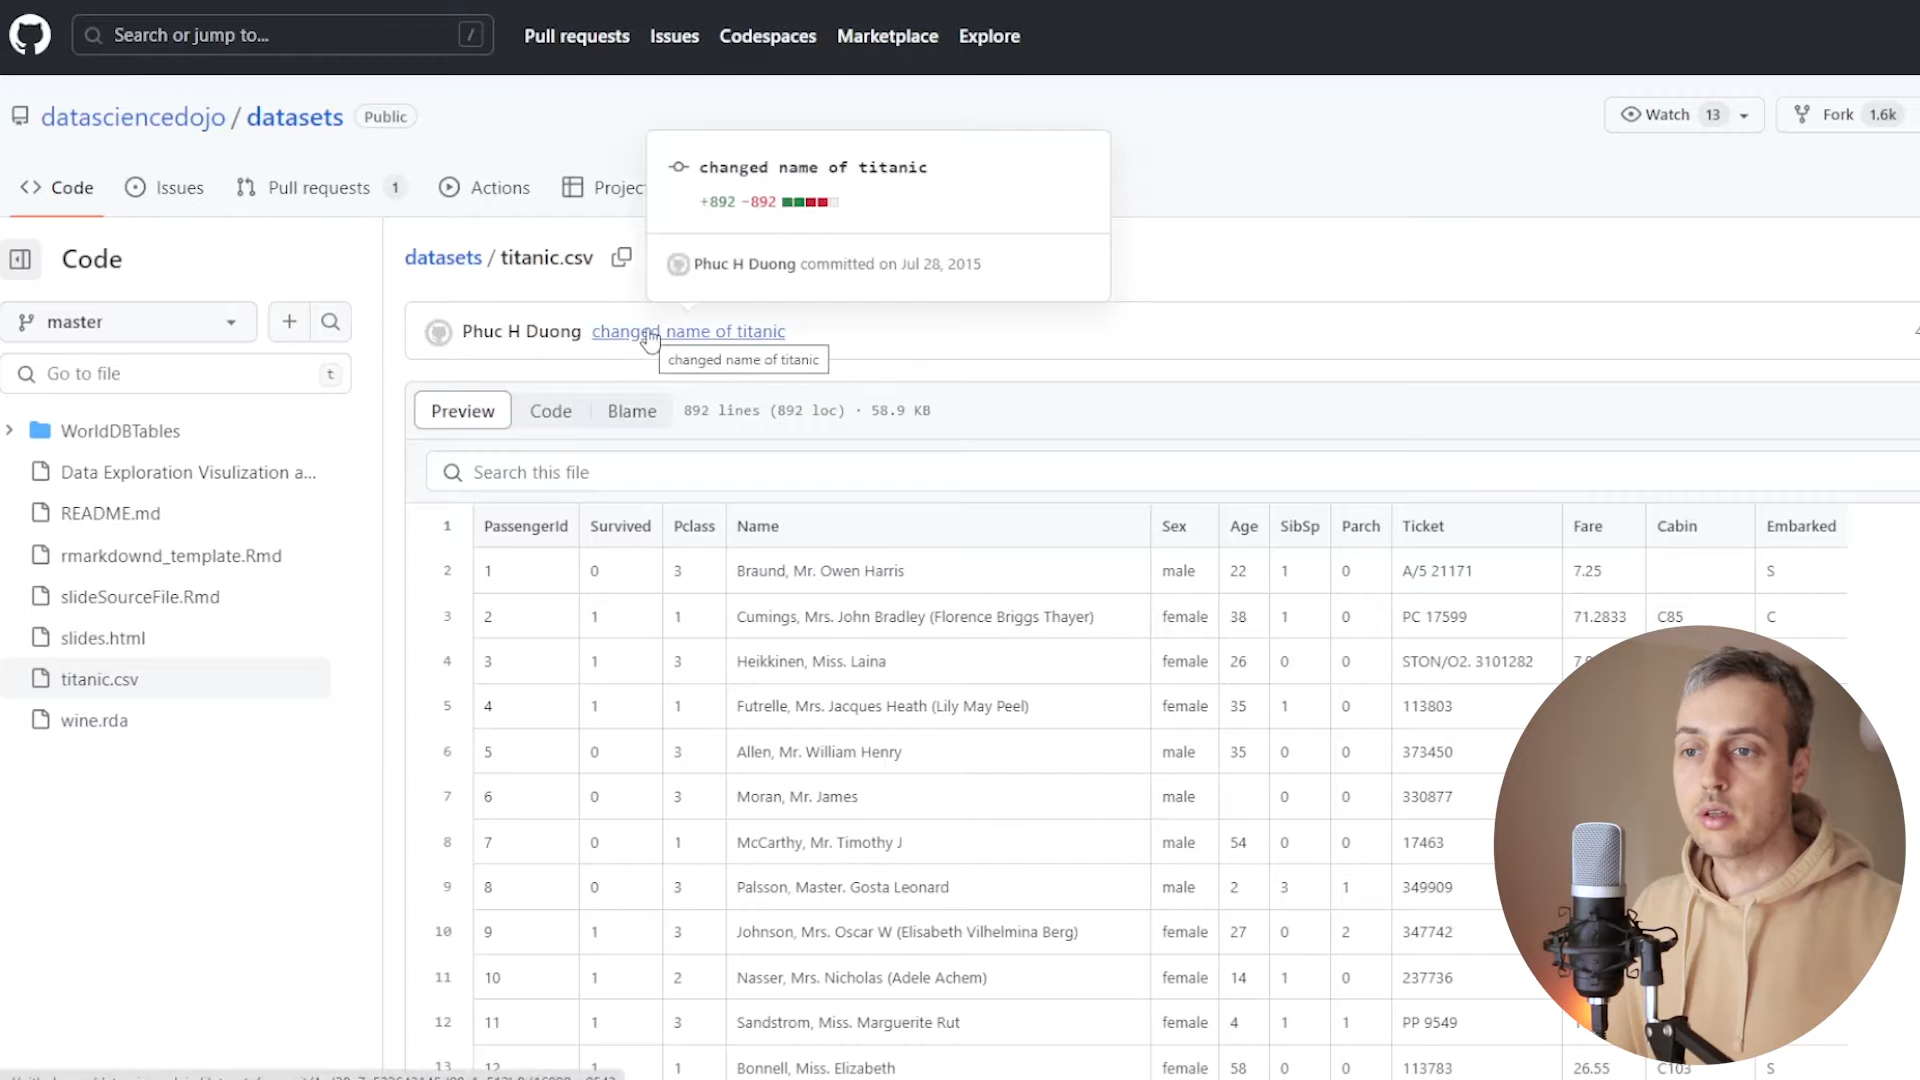 Search or jump to... / Pull requests Issues Codespaces Marketplace Explore
datasciencedojo / datasets Public Watch 13 Fork 1.6k
changed name of titanic
+892 −892
Code Issues Pull requests 1 Actions
Phuc H Duong committed on Jul 28, 2015
Code
master
Go to file t
WorldDBTables
Data Exploration Visulization a...
README.md
rmarkdownd_template.Rmd
slideSourceFile.Rmd
slides.html
titanic.csv
wine.rda
datasets / titanic.csv
Phuc H Duong changed name of titanic
changed name of titanic
Preview Code Blame 892 lines (892 loc) · 58.9 KB
Search this file
1 PassengerId Survived Pclass Name Sex Age SibSp Parch Ticket Fare Cabin Embarked
2 1 0 3 Braund, Mr. Owen Harris male 22 1 0 A/5 21171 7.25 S
3 2 1 1 Cumings, Mrs. John Bradley (Florence Briggs Thayer) female 38 1 0 PC 17599 71.2833 C85 C
4 3 1 3 Heikkinen, Miss. Laina female 26 0 0 STON/O2. 3101282
5 4 1 1 Futrelle, Mrs. Jacques Heath (Lily May Peel) female 35 1 0 113803
6 5 0 3 Allen, Mr. William Henry male 35 0 0 373450
7 6 0 3 Moran, Mr. James male 0 0 330877
8 7 0 1 McCarthy, Mr. Timothy J male 54 0 0 17463
9 8 0 3 Palsson, Master. Gosta Leonard male 2 3 1 349909
10 9 1 3 Johnson, Mrs. Oscar W (Elisabeth Vilhelmina Berg) female 27 0 2 347742
11 10 1 2 Nasser, Mrs. Nicholas (Adele Achem) female 14 1 0 237736
12 11 1 3 Sandstrom, Miss. Marguerite Rut female 4 1 1 PP 9549
13 12 1 1 Bonnell, Miss. Elizabeth female 58 0 0 113783 26.55 C103 S